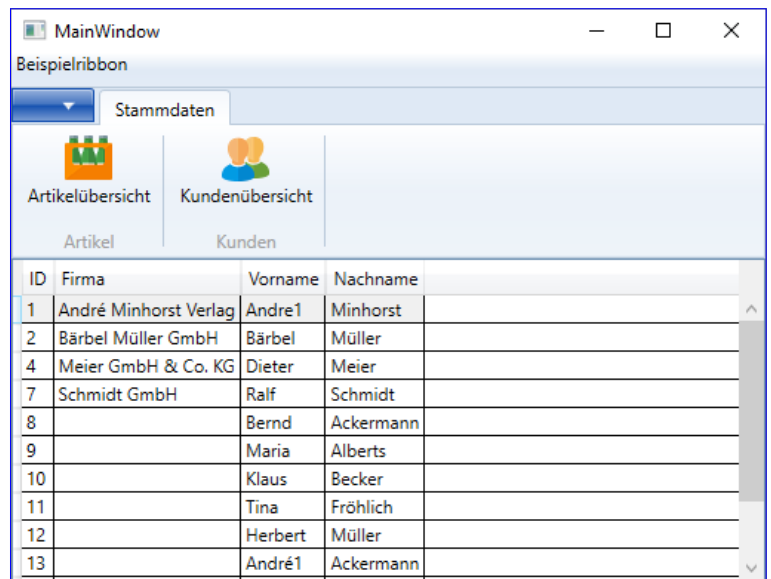 MainWindow
Beispielribbon
Stammdaten
Artikelübersicht Kundenübersicht
Artikel Kunden
ID Firma Vorname Nachname
1 André Minhorst Verlag Andre1 Minhorst
2 Bärbel Müller GmbH Bärbel Müller
4 Meier GmbH & Co. KG Dieter Meier
7 Schmidt GmbH Ralf Schmidt
8 Bernd Ackermann
9 Maria Alberts
10 Klaus Becker
11 Tina Fröhlich
12 Herbert Müller
13 André1 Ackermann